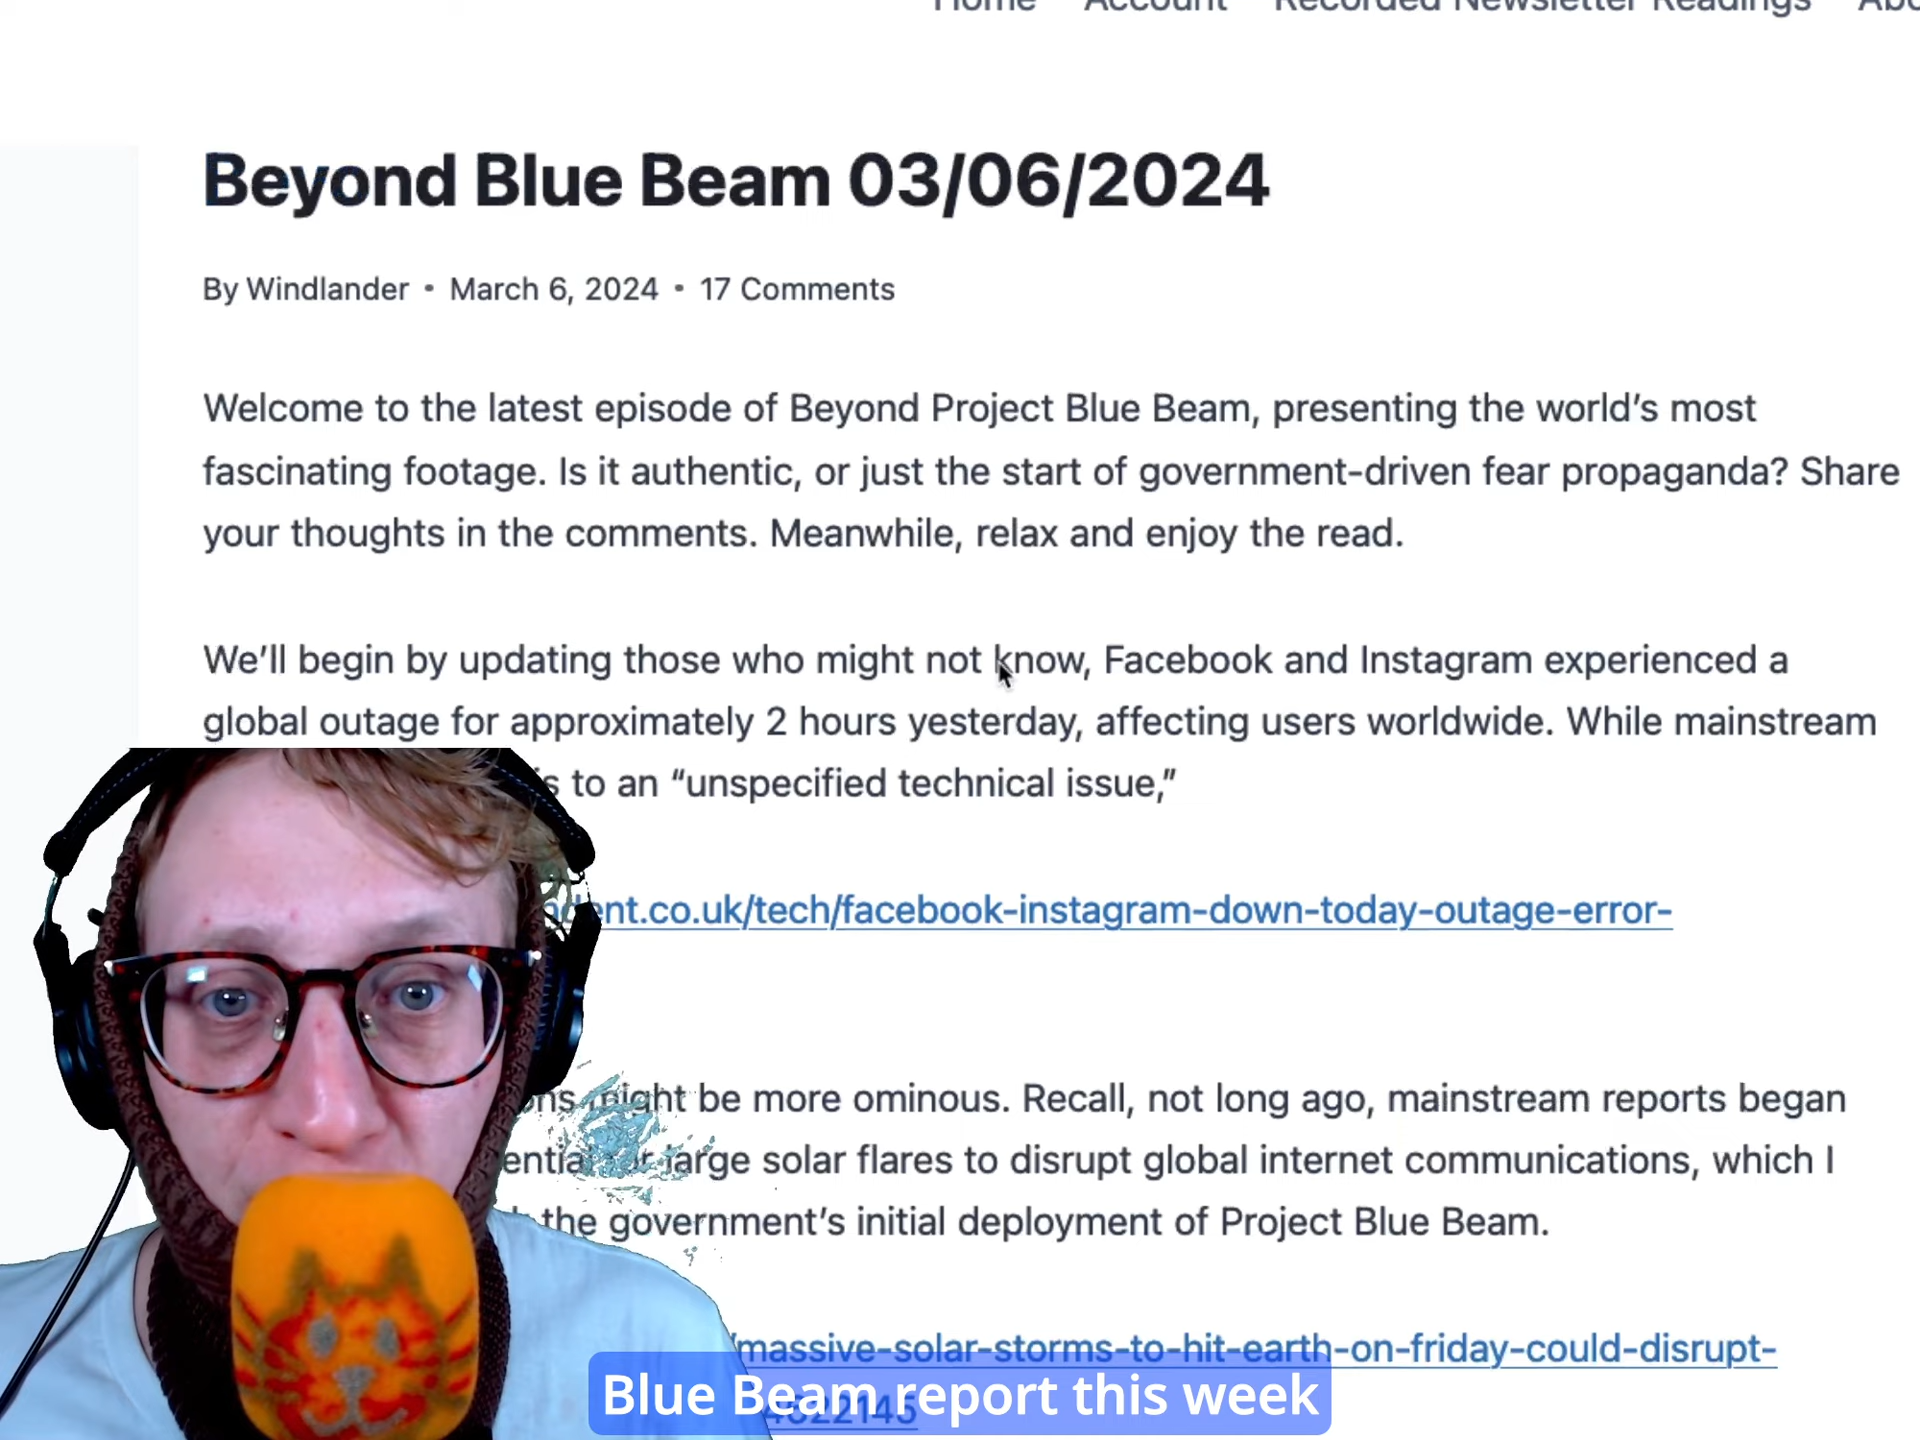 Home Account Recorded Newsletter Readings
Beyond Blue Beam 03/06/2024
By Windlander • March 6, 2024 • 17 Comments
Welcome to the latest episode of Beyond Project Blue Beam, presenting the world’s most
fascinating footage. Is it authentic, or just the start of government-driven fear propaganda? Share
your thoughts in the comments. Meanwhile, relax and enjoy the read.
We’ll begin by updating those who might not know, Facebook and Instagram experienced a
global outage for approximately 2 hours yesterday, affecting users worldwide. While mainstream
to an “unspecified technical issue,”
ent.co.uk/tech/facebook-instagram-down-today-outage-error-
might be more ominous. Recall, not long ago, mainstream reports began
large solar flares to disrupt global internet communications, which I
the government’s initial deployment of Project Blue Beam.
/massive-solar-storms-to-hit-earth-on-friday-could-disrupt-
Blue Beam report this week